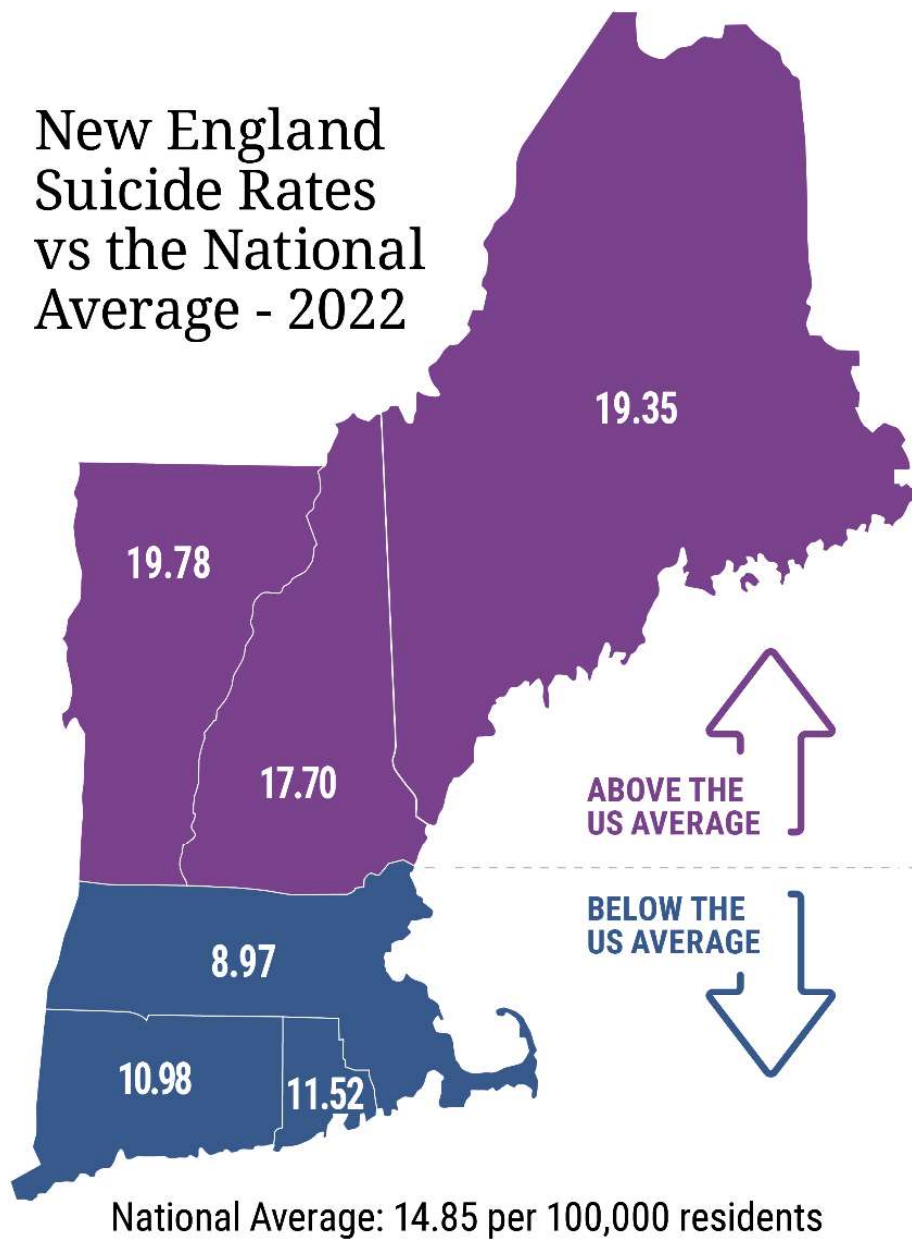 New England
Suicide Rates
vs the National
Average - 2022
19.35
19.78
17.70
ABOVE THE
US AVERAGE
BELOW THE
US AVERAGE
8.97
10.98
11.52
National Average: 14.85 per 100,000 residents